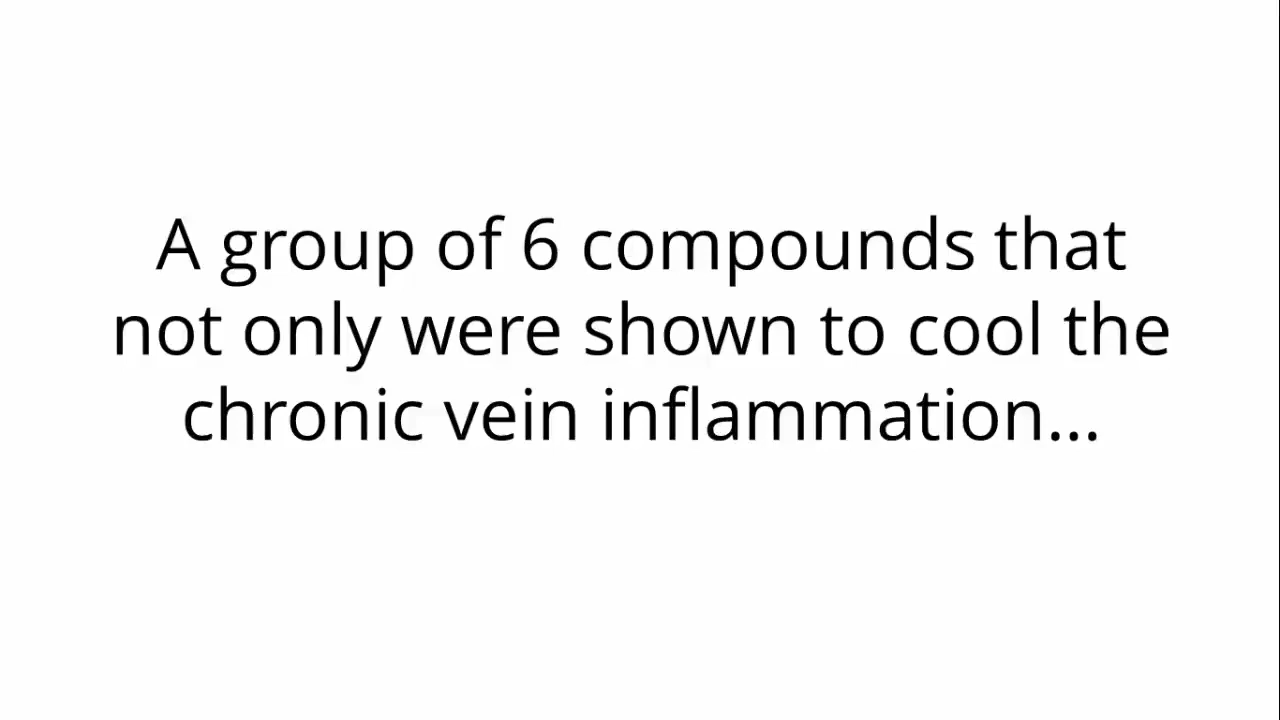 A group of 6 compounds that
not only were shown to cool the
chronic vein inflammation...